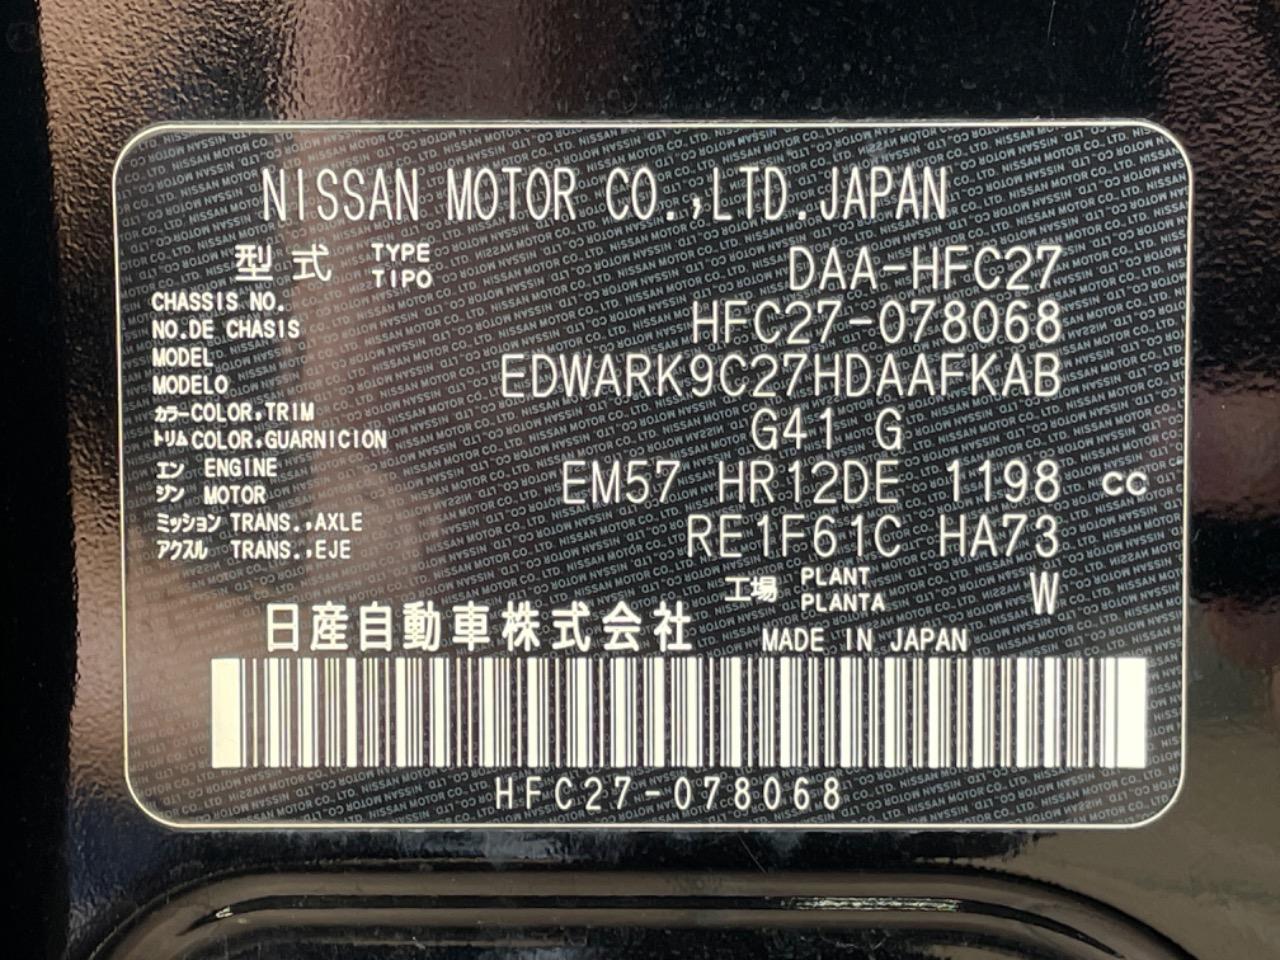 NISSAN MOTOR CO.,LTD.JAPAN
型式 TYPE TIPO DAA-HFC27
CHASSIS NO.
NO.DE CHASIS HFC27-078068
MODEL
MODELO EDWARK9C27HDAAFKAB
カラー COLOR,TRIM
トリム COLOR,GUARNICION G41 G
エン ENGINE
ジン MOTOR EM57 HR12DE 1198 cc
ミッション TRANS.,AXLE
アクスル TRANS.,EJE RE1F61C HA73
工場 PLANT PLANTA W
日産自動車株式会社 MADE IN JAPAN
HFC27-078068